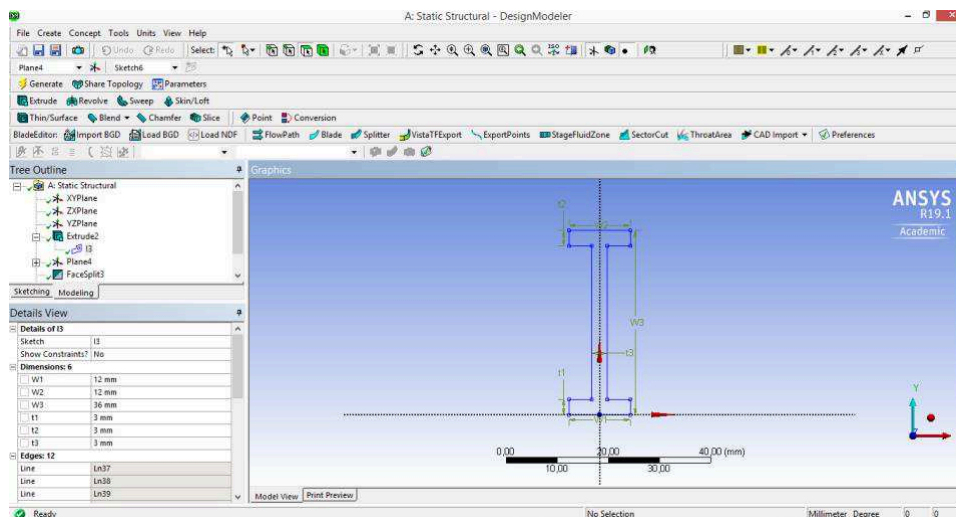 A: Static Structural - DesignModeler
File Create Concept Tools Units View Help
Undo Redo Select:
Plane4 Sketch6
Generate Share Topology Parameters
Extrude Revolve Sweep Skin/Loft
Thin/Surface Blend Chamfer Slice Point Conversion
BladeEditor: Import BGD Load BGD Load NDF FlowPath Blade Splitter VistaTFExport ExportPoints StageFluidZone SectorCut ThroatArea CAD Import Preferences
Tree Outline
A: Static Structural
XYPlane
ZXPlane
YZPlane
Extrude2
I3
Plane4
FaceSplit3
Sketching Modeling
Details View
Details of I3
Sketch I3
Show Constraints? No
Dimensions: 6
W1 12 mm
W2 12 mm
W3 36 mm
t1 3 mm
t2 3 mm
t3 3 mm
Edges: 12
Line Ln37
Line Ln38
Line Ln39
Graphics
ANSYS
R19.1
Academic
t2
W2
W3
t3
t1
W1
Y
0,00 20,00 40,00 (mm)
10,00 30,00
Model View Print Preview
Ready No Selection Millimeter Degree 0 0